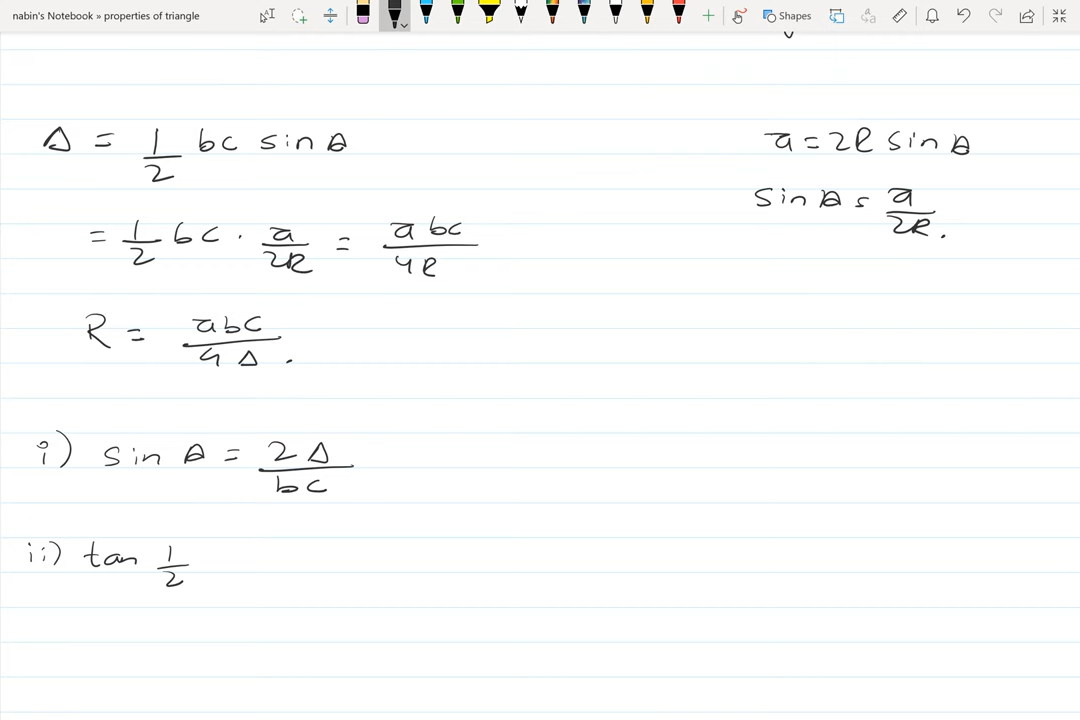 nabin's Notebook » properties of triangle
Shapes
Δ = 1/2 bc sin A
a = 2R sin A
sin A = a/2R.
= 1/2 bc · a/2R = abc/4R
R = abc/4Δ.
i) sin A = 2Δ/bc
ii) tan 1/2